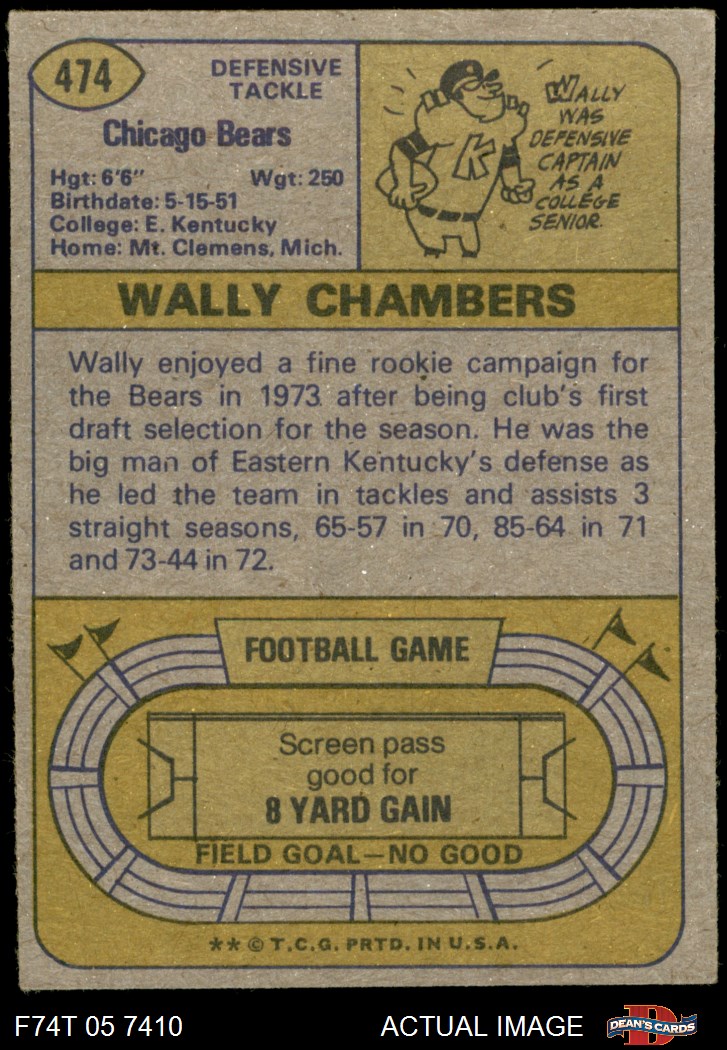 474
DEFENSIVE
TACKLE
Chicago Bears
Hgt: 6'6" Wgt: 250
Birthdate: 5-15-51
College: E. Kentucky
Home: Mt. Clemens, Mich.
K
WALLY
WAS
DEFENSIVE
CAPTAIN
AS A
COLLEGE
SENIOR.
WALLY CHAMBERS
Wally enjoyed a fine rookie campaign for
the Bears in 1973 after being club's first
draft selection for the season. He was the
big man of Eastern Kentucky's defense as
he led the team in tackles and assists 3
straight seasons, 65-57 in 70, 85-64 in 71
and 73-44 in 72.
FOOTBALL GAME
Screen pass
good for
8 YARD GAIN
FIELD GOAL—NO GOOD
** © T.C.G. PRTD. IN U.S.A.
F74T 05 7410 ACTUAL IMAGE
D
DEAN'S CARDS